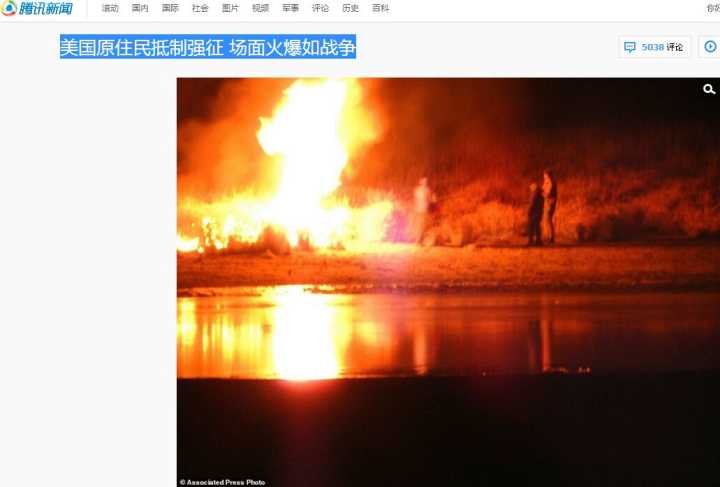 腾讯新闻 滚动 国内 国际 社会 图片 视频 军事 评论 历史 百科 你好
美国原住民抵制强征 场面火爆如战争
5038 评论
© Associated Press Photo